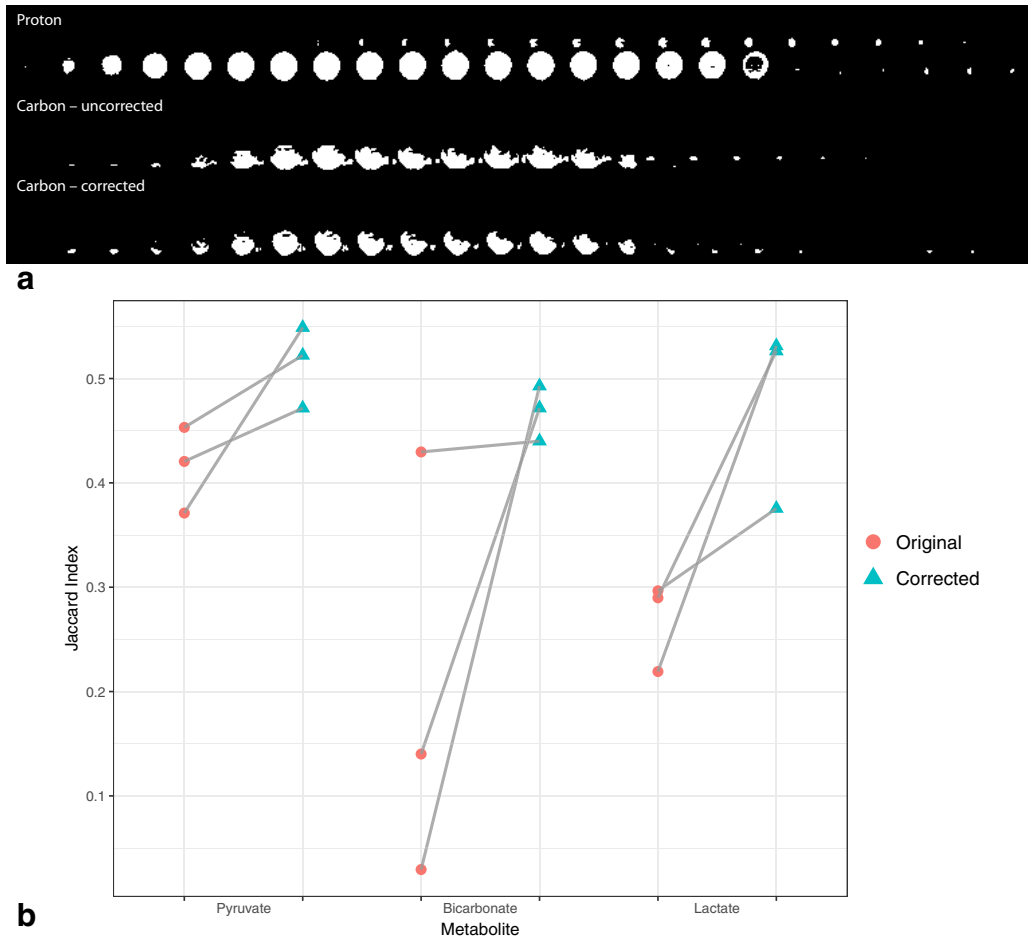 Proton
Carbon – uncorrected
Carbon – corrected
a
0.5
0.4
0.3
0.2
0.1
Jaccard Index
Original
Corrected
Pyruvate
Bicarbonate
Lactate
Metabolite
b